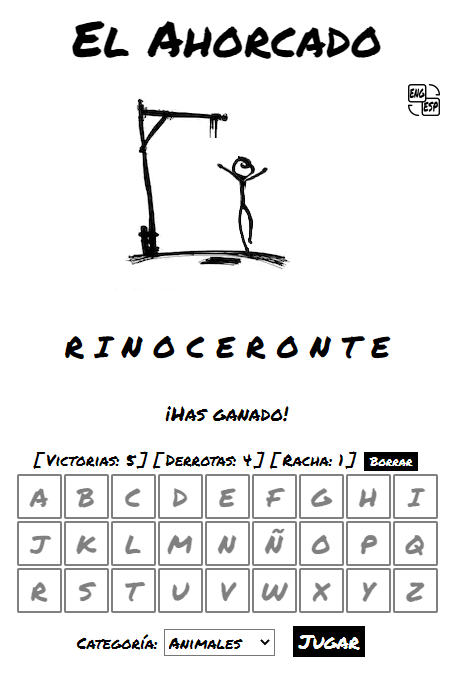 El Ahorcado
ENG
ESP
RINOCERONTE
¡Has ganado!
[Victorias: 5] [Derrotas: 4] [Racha: 1] Borrar
A B C D E F G H I
J K L M N Ñ O P Q
R S T U V W X Y Z
Categoría: Animales Jugar